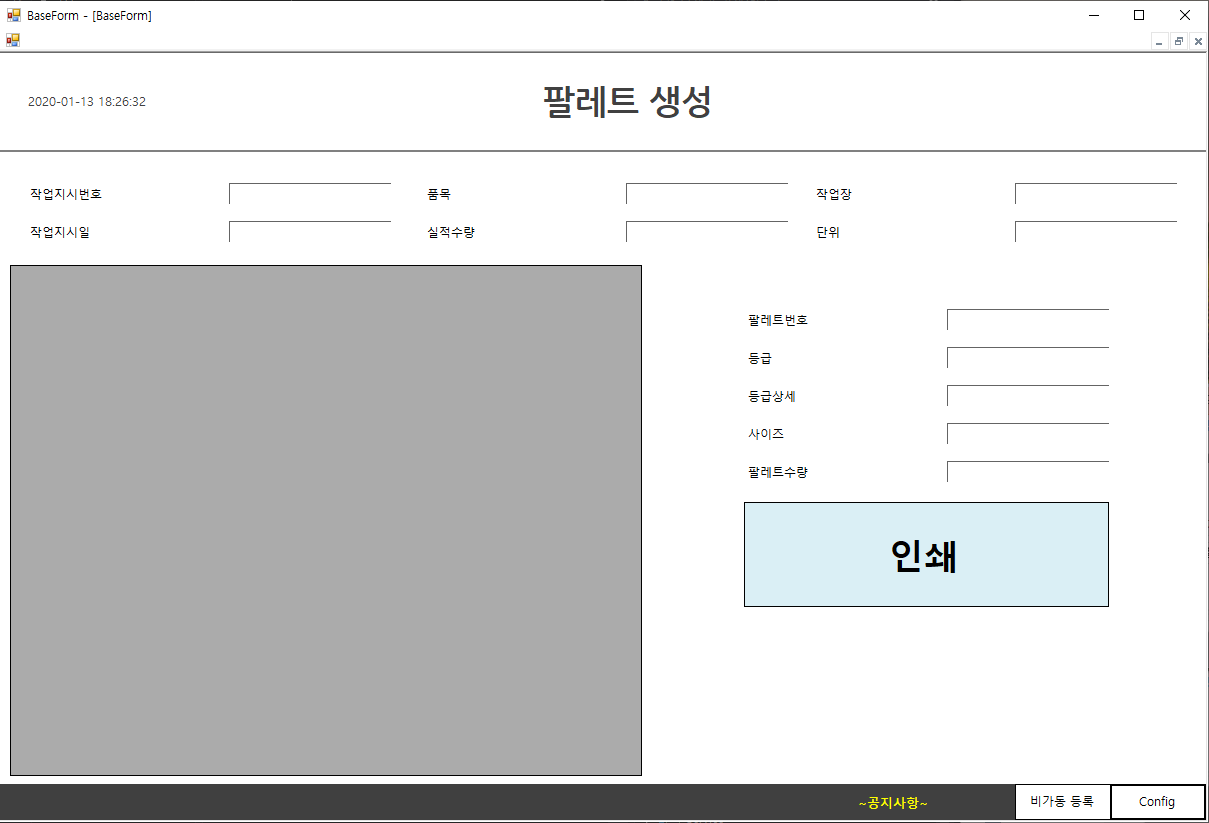 BaseForm - [BaseForm]
2020-01-13 18:26:32
팔레트 생성
작업지시번호 품목 작업장
작업지시일 실적수량 단위
팔레트번호
등급
등급상세
사이즈
팔레트수량
인쇄
~공지사항~ 비가동 등록 Config